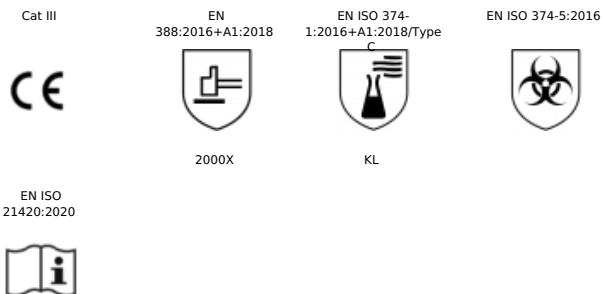 Cat III
EN
388:2016+A1:2018
EN ISO 374-
1:2016+A1:2018/Type
C
EN ISO 374-5:2016
CE
2000X
KL
EN ISO
21420:2020
i